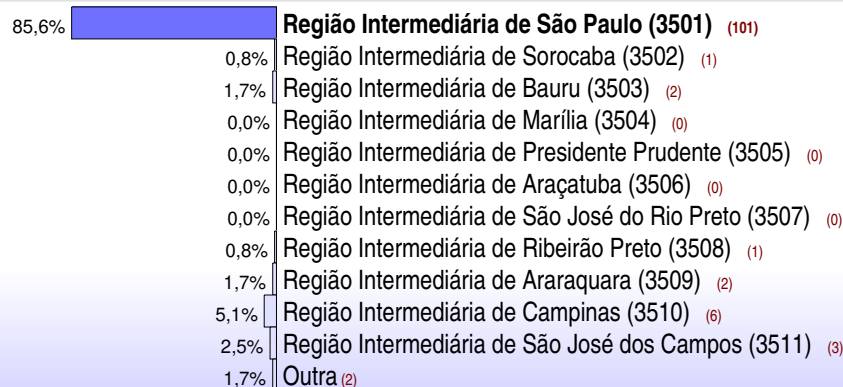 85,6% Região Intermediária de São Paulo (3501) (101)
0,8% Região Intermediária de Sorocaba (3502) (1)
1,7% Região Intermediária de Bauru (3503) (2)
0,0% Região Intermediária de Marília (3504) (0)
0,0% Região Intermediária de Presidente Prudente (3505) (0)
0,0% Região Intermediária de Araçatuba (3506) (0)
0,0% Região Intermediária de São José do Rio Preto (3507) (0)
0,8% Região Intermediária de Ribeirão Preto (3508) (1)
1,7% Região Intermediária de Araraquara (3509) (2)
5,1% Região Intermediária de Campinas (3510) (6)
2,5% Região Intermediária de São José dos Campos (3511) (3)
1,7% Outra (2)